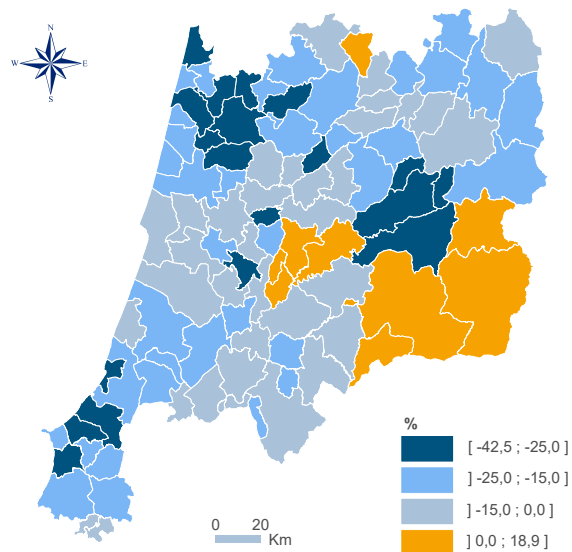 N
W E
S
%
[ -42,5 ; -25,0 ]
] -25,0 ; -15,0 ]
] -15,0 ; 0,0 ]
] 0,0 ; 18,9 ]
0 20
Km